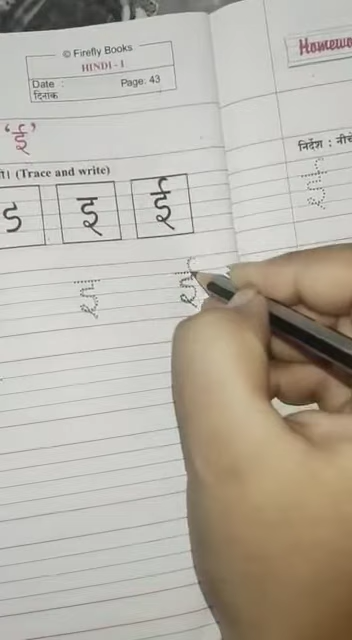 © Firefly Books
HINDI - I
Date : Page: 43
दिनांक
'ई'
(Trace and write)
इ ई
इ ई
Homewo
निर्देश : नीचे
ई